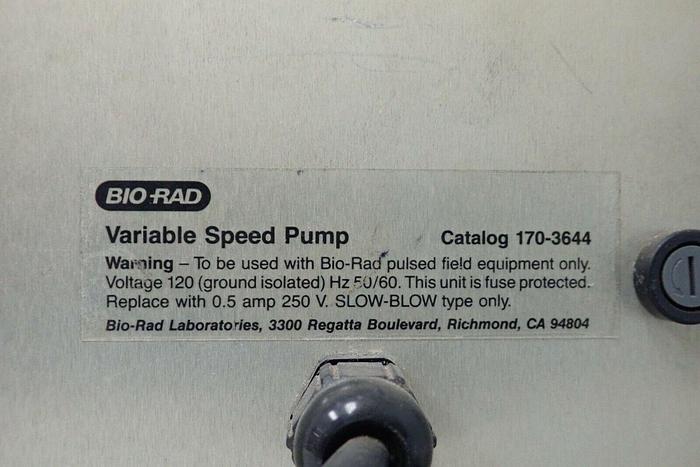 BIO-RAD
Variable Speed Pump Catalog 170-3644
Warning – To be used with Bio-Rad pulsed field equipment only.
Voltage 120 (ground isolated) Hz 50/60. This unit is fuse protected.
Replace with 0.5 amp 250 V. SLOW-BLOW type only.
Bio-Rad Laboratories, 3300 Regatta Boulevard, Richmond, CA 94804